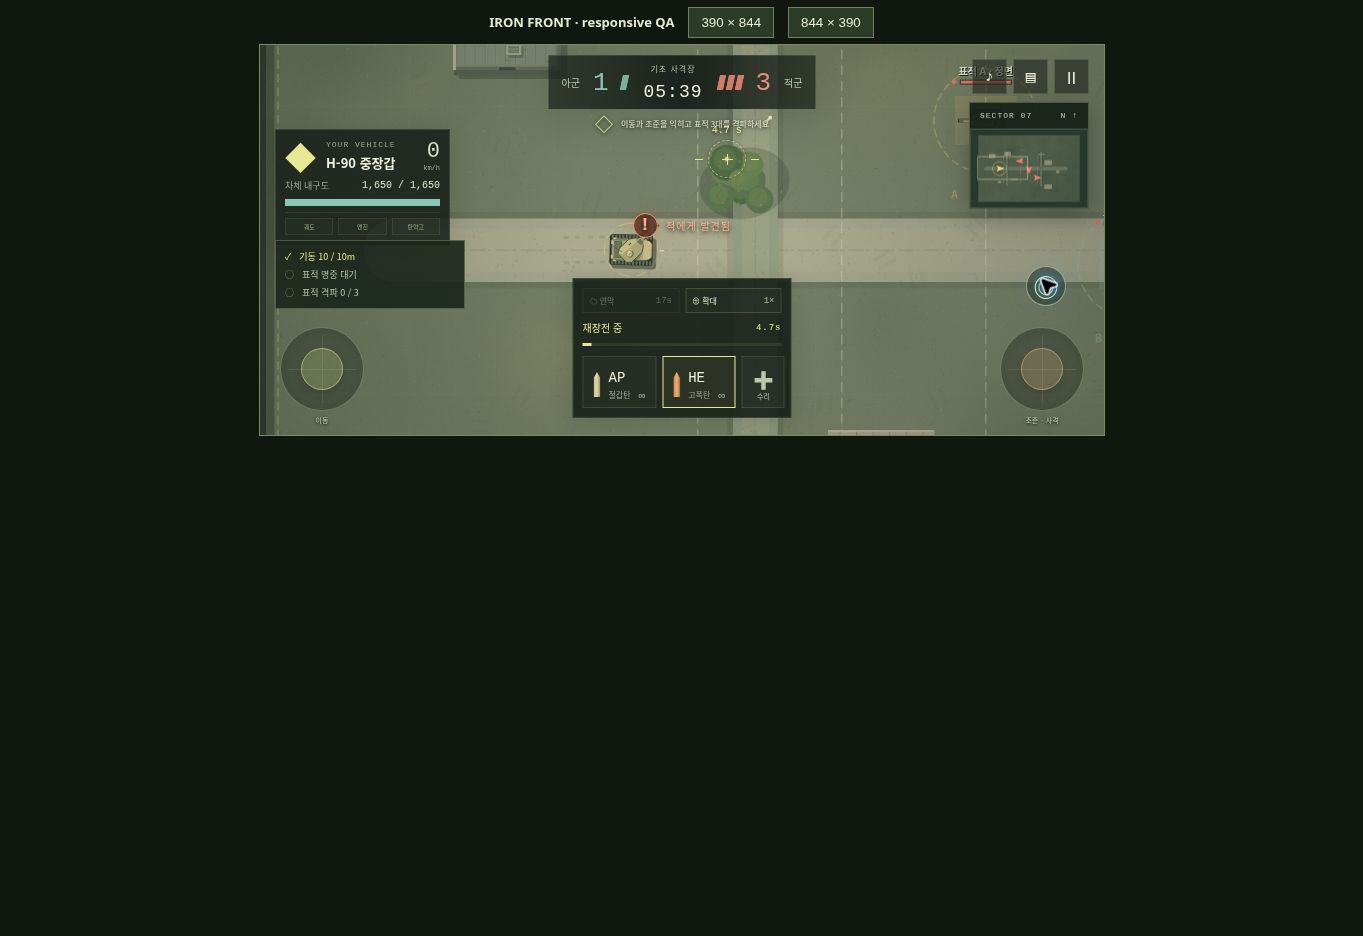 IRON FRONT · responsive QA 390 × 844 844 × 390
아군 1 기초 사격장 3 적군
05:39
이동과 조준을 익히고 표적 3대를 격파하세요
4.7 s
표적 A · 정면
♪ ▤ II
SECTOR 07 N ↑
YOUR VEHICLE 0
H-90 중장갑 km/h
차체 내구도 1,650 / 1,650
궤도 엔진 탄약고
✓ 기동 10 / 10m
표적 명중 대기
표적 격파 0 / 3
A
! 적에게 발견됨
연막 17s ⊕ 확대 1×
재장전 중 4.7s
AP HE
철갑탄 ∞ 고폭탄 ∞ 수리
B
이동
조준 · 사격